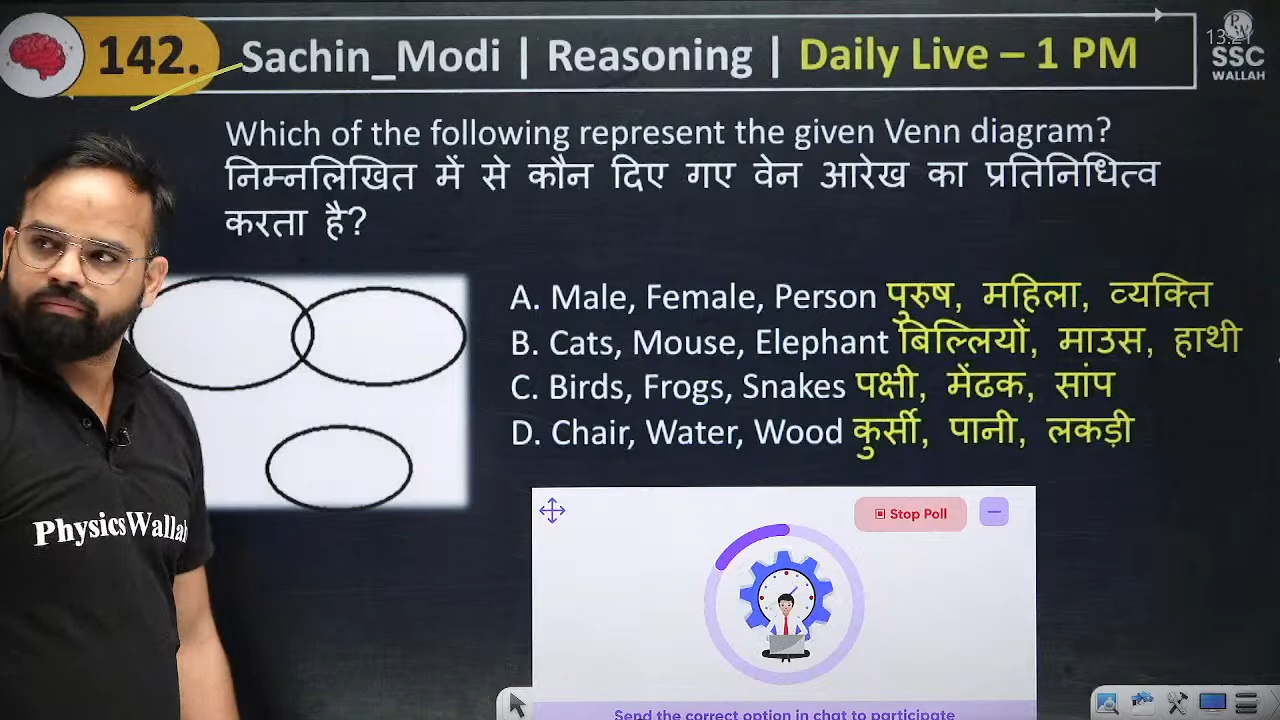 142. Sachin_Modi | Reasoning | Daily Live – 1 PM
SSC
WALLAH
Which of the following represent the given Venn diagram?
निम्नलिखित में से कौन दिए गए वेन आरेख का प्रतिनिधित्व
करता है?
A. Male, Female, Person पुरुष, महिला, व्यक्ति
B. Cats, Mouse, Elephant बिल्लियों, माउस, हाथी
C. Birds, Frogs, Snakes पक्षी, मेंढक, सांप
D. Chair, Water, Wood कुर्सी, पानी, लकड़ी
Stop Poll
PhysicsWallah
Send the correct option in chat to participate